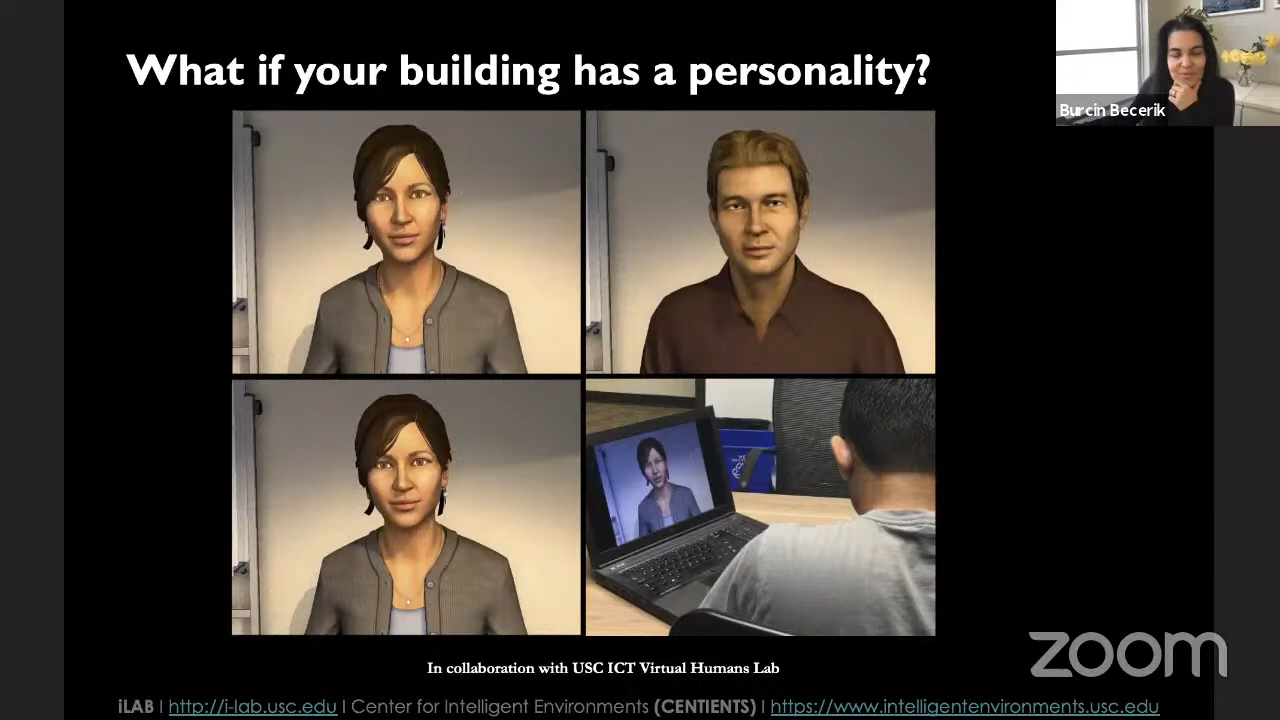 What if your building has a personality?
Burcin Becerik
In collaboration with USC ICT Virtual Humans Lab
zoom
iLAB | http://i-lab.usc.edu | Center for Intelligent Environments (CENTIENTS) | https://www.intelligentenvironments.usc.edu